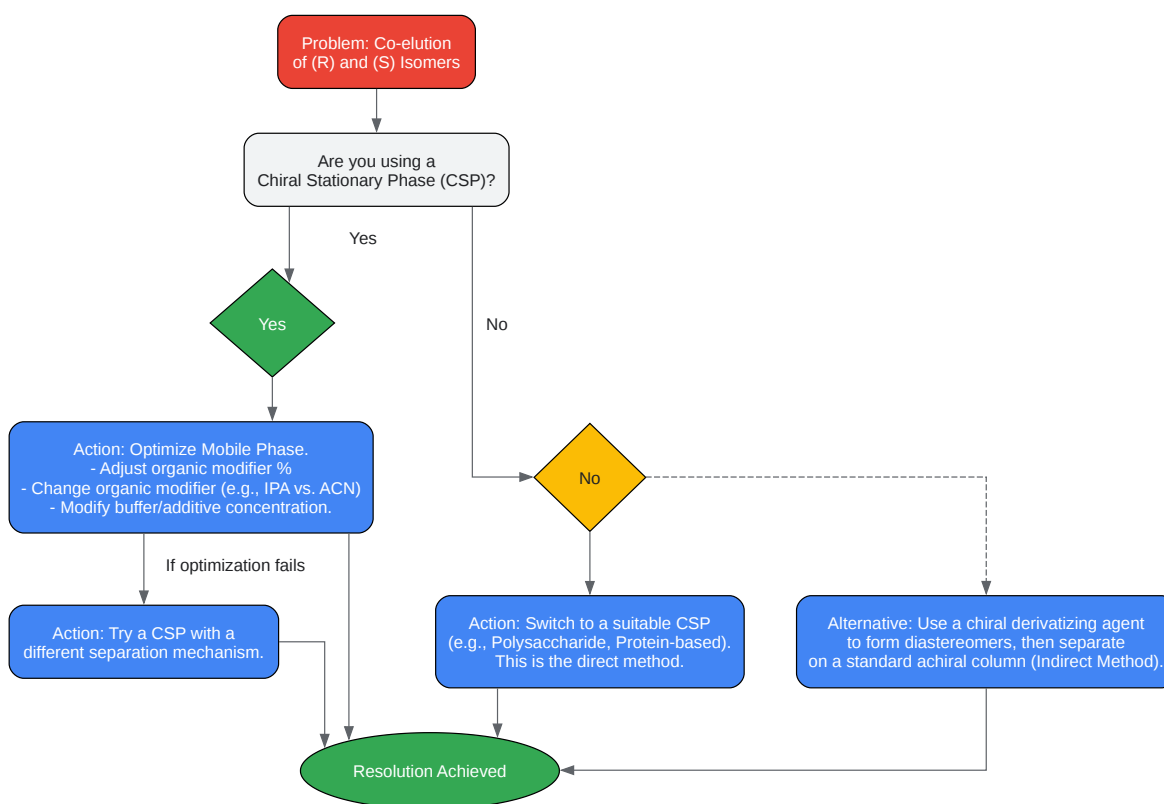 Problem: Co-elution
of (R) and (S) Isomers
Are you using a
Chiral Stationary Phase (CSP)?
Yes
No
Yes
No
Action: Optimize Mobile Phase.
- Adjust organic modifier %
- Change organic modifier (e.g., IPA vs. ACN)
- Modify buffer/additive concentration.
If optimization fails
Action: Try a CSP with a
different separation mechanism.
Action: Switch to a suitable CSP
(e.g., Polysaccharide, Protein-based).
This is the direct method.
Alternative: Use a chiral derivatizing agent
to form diastereomers, then separate
on a standard achiral column (Indirect Method).
Resolution Achieved